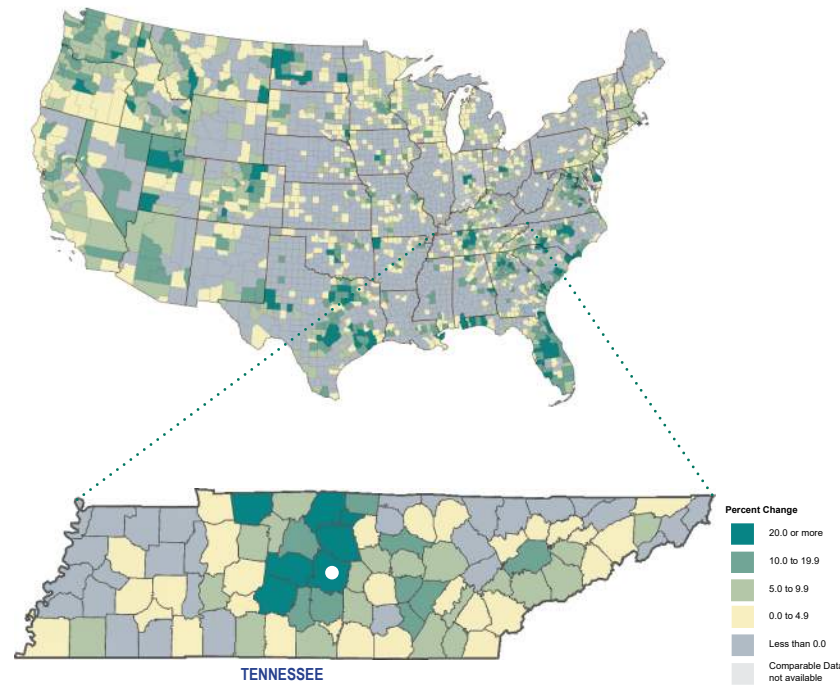 Percent Change
20.0 or more
10.0 to 19.9
5.0 to 9.9
0.0 to 4.9
Less than 0.0
Comparable Data
not available
TENNESSEE